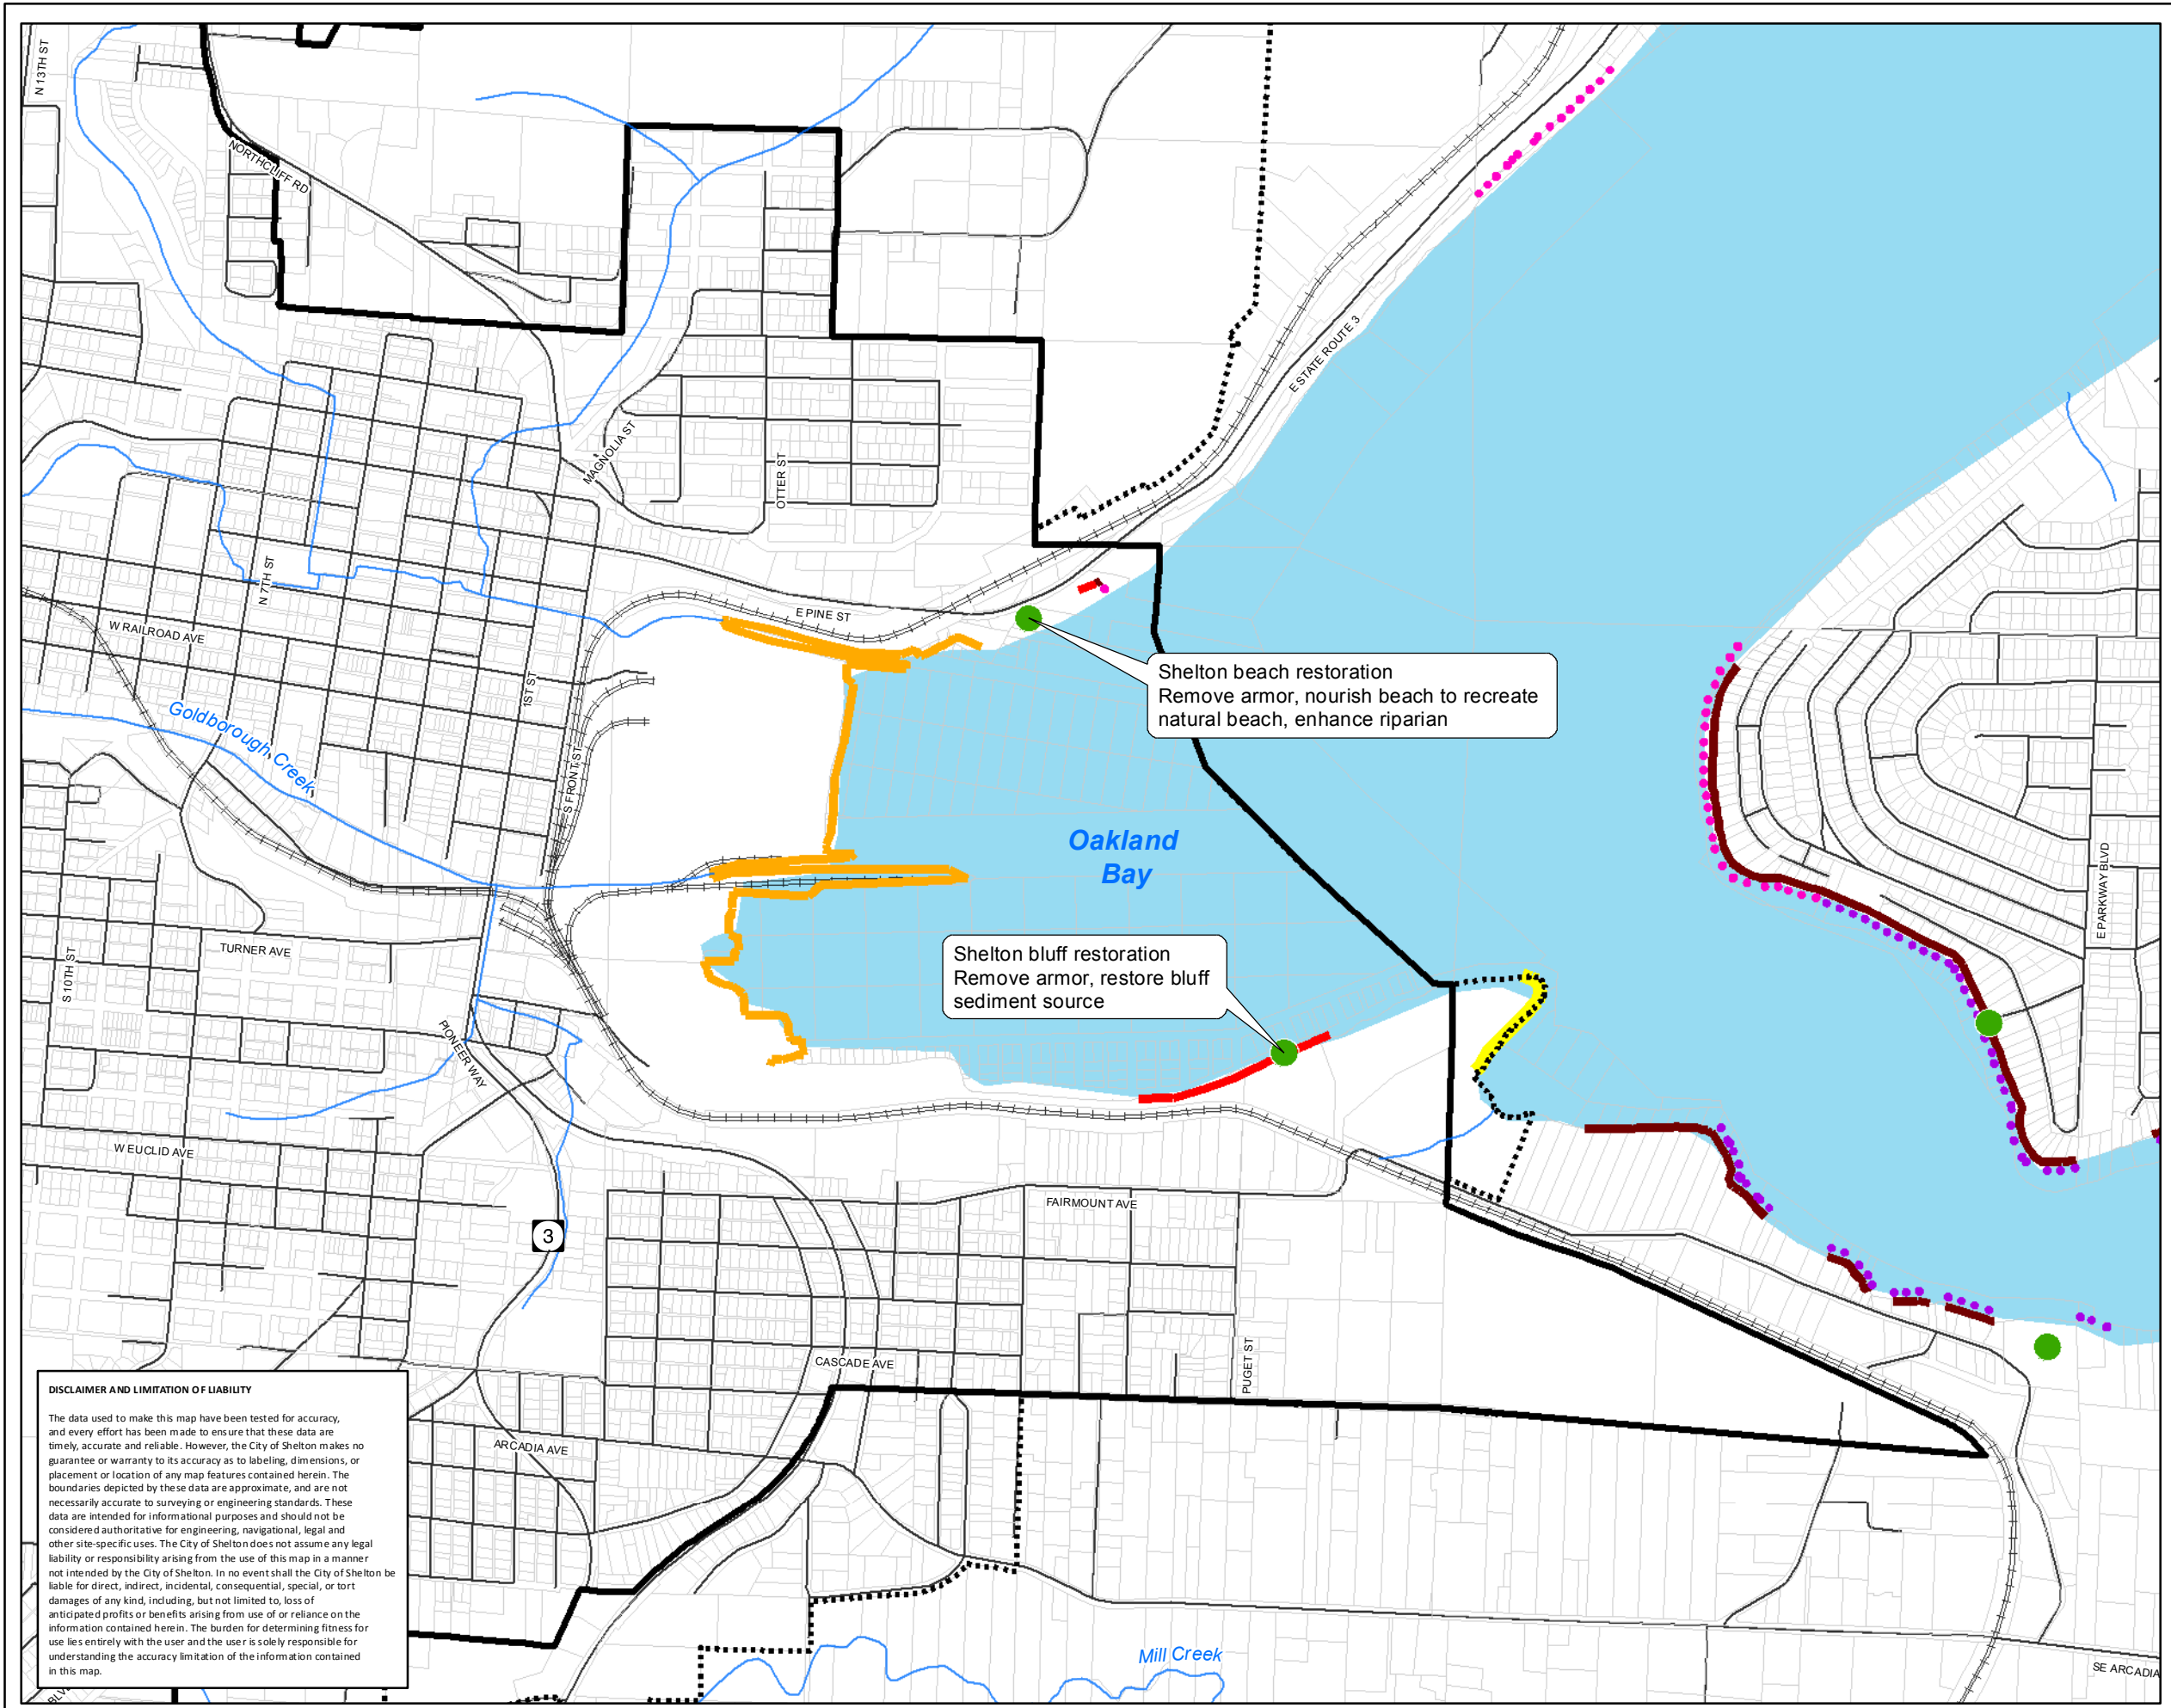 N 13TH ST
NORTHCLIFF RD
E STATE ROUTE 3
MAGNOLIA ST
OTTER ST
N 7TH ST
W RAILROAD AVE
E PINE ST
1ST ST
Shelton beach restoration
Remove armor, nourish beach to recreate
natural beach, enhance riparian
Goldborough Creek
S FRONT ST
Oakland
Bay
E PARKWAY BLVD
TURNER AVE
S 10TH ST
Shelton bluff restoration
Remove armor, restore bluff
sediment source
PIONEER WAY
W EUCLID AVE
FAIRMOUNT AVE
3
PUGET ST
CASCADE AVE
ARCADIA AVE
DISCLAIMER AND LIMITATION OF LIABILITY
The data used to make this map have been tested for accuracy,
and every effort has been made to ensure that these data are
timely, accurate and reliable. However, the City of Shelton makes no
guarantee or warranty to its accuracy as to labeling, dimensions, or
placement or location of any map features contained herein. The
boundaries depicted by these data are approximate, and are not
necessarily accurate to surveying or engineering standards. These
data are intended for informational purposes and should not be
considered authoritative for engineering, navigational, legal and
other site-specific uses. The City of Shelton does not assume any legal
liability or responsibility arising from the use of this map in a manner
not intended by the City of Shelton. In no event shall the City of Shelton be
liable for direct, indirect, incidental, consequential, special, or tort
damages of any kind, including, but not limited to, loss of
anticipated profits or benefits arising from use of or reliance on the
information contained herein. The burden for determining fitness for
use lies entirely with the user and the user is solely responsible for
understanding the accuracy limitation of the information contained
in this map.
Mill Creek
SE ARCADIA